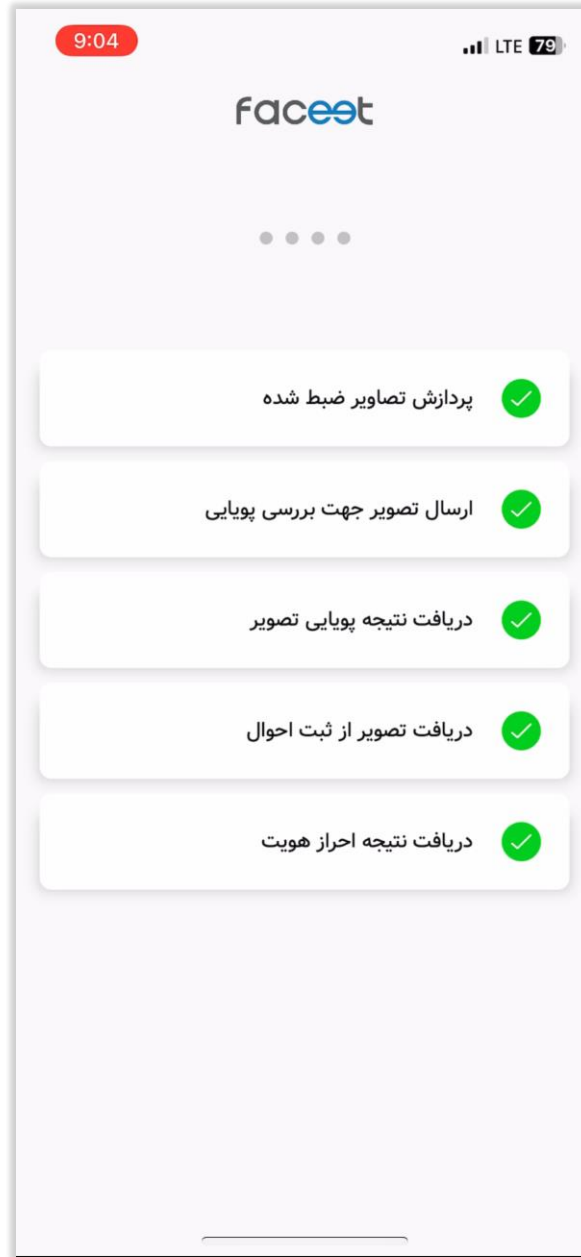 9:04
LTE 79
faceet
پردازش تصاویر ضبط شده
ارسال تصویر جهت بررسی پویایی
دریافت نتیجه پویایی تصویر
دریافت تصویر از ثبت احوال
دریافت نتیجه احراز هویت